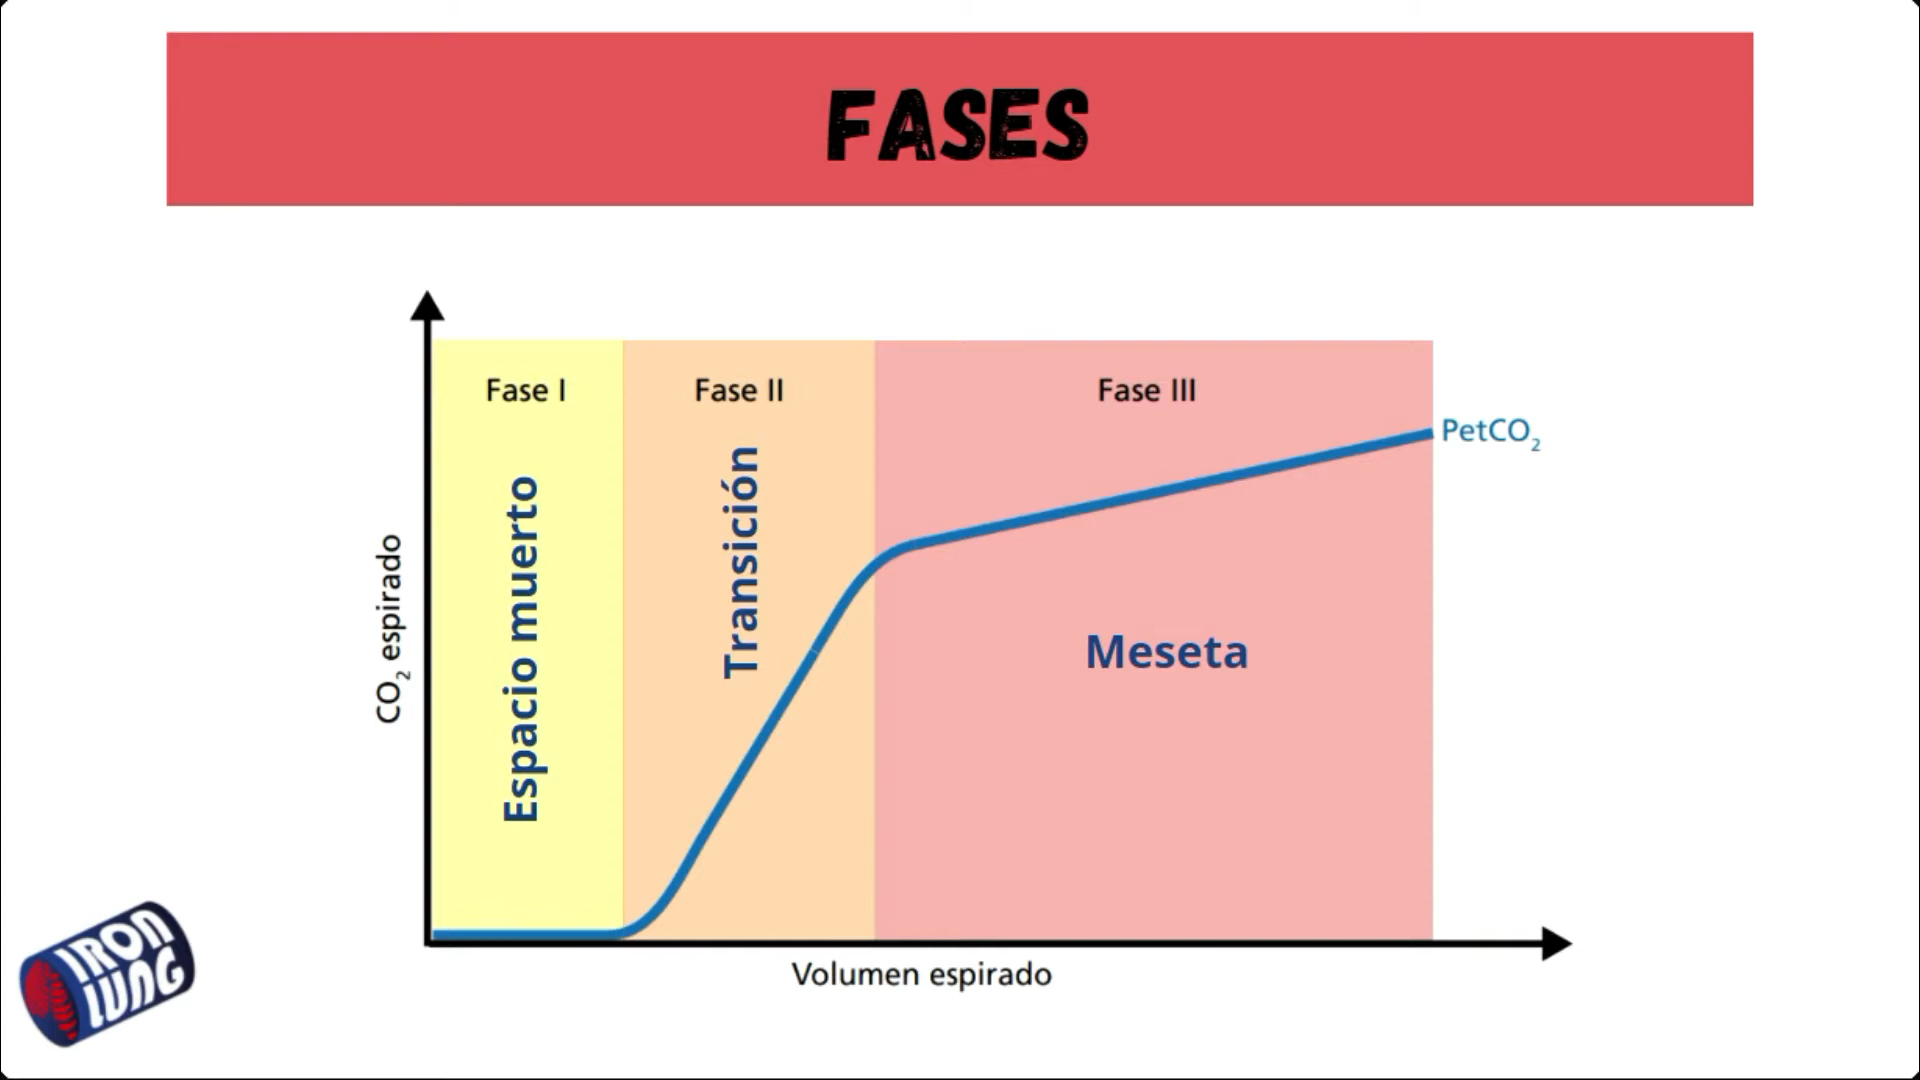 FASES
Fase I
Fase II
Fase III
PetCO₂
Espacio muerto
Transición
Meseta
CO₂ espirado
Volumen espirado
IRON
LUNG